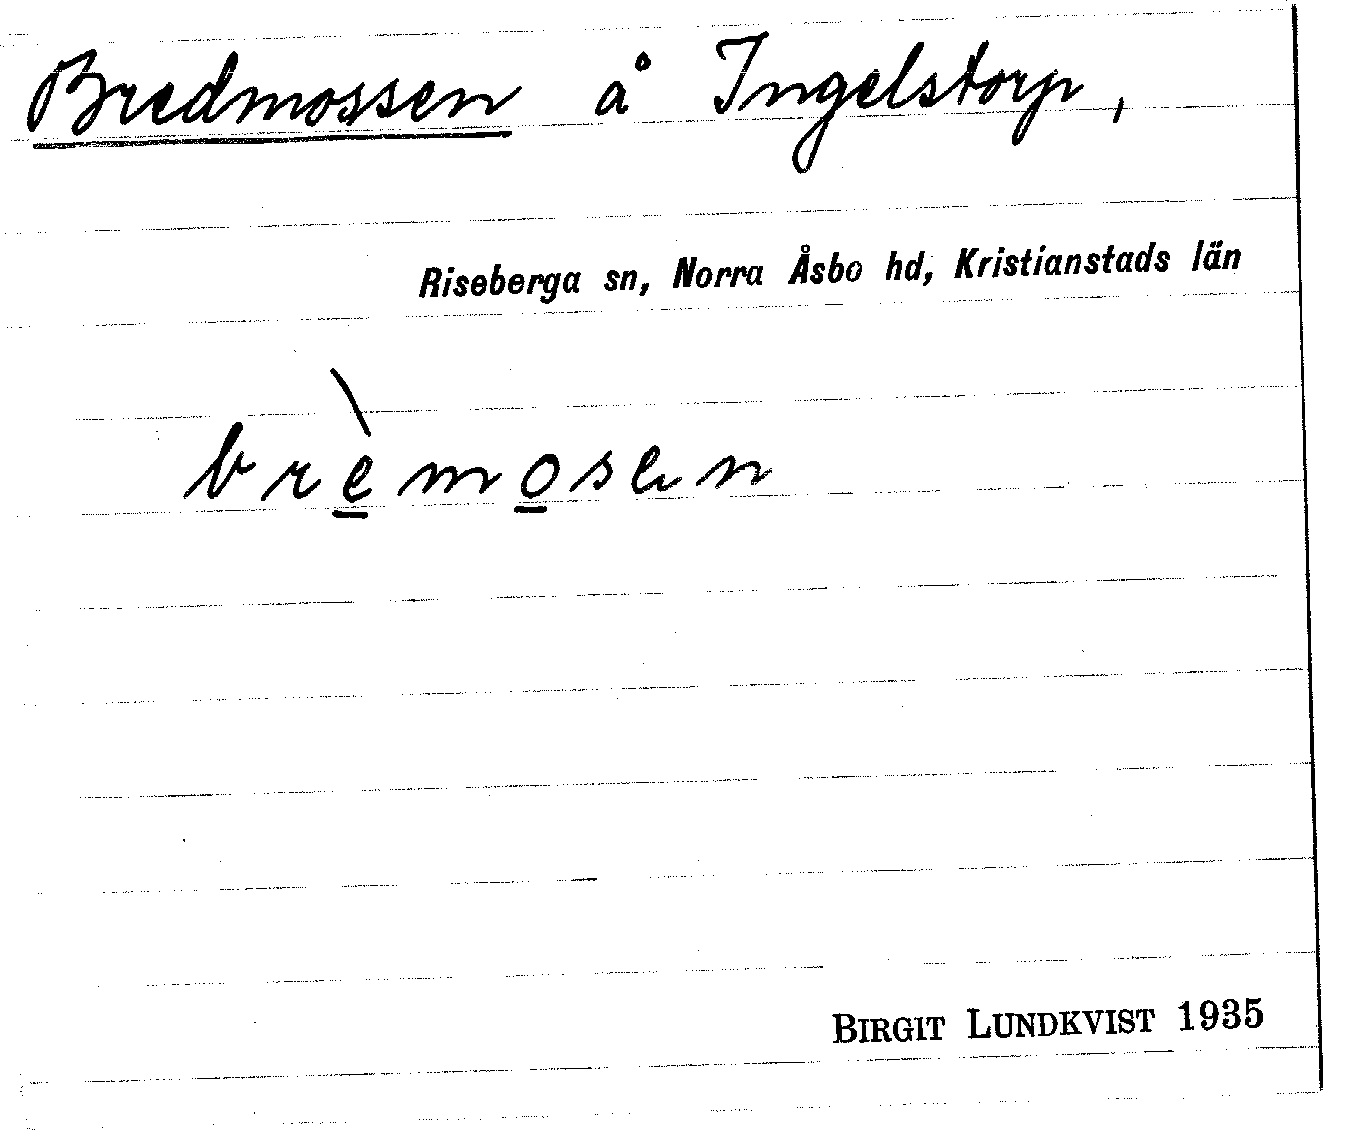 Bredmossen å Ingelstorp,
Riseberga sn, Norra Åsbo hd, Kristianstads län
brèmosen
BIRGIT LUNDKVIST 1935